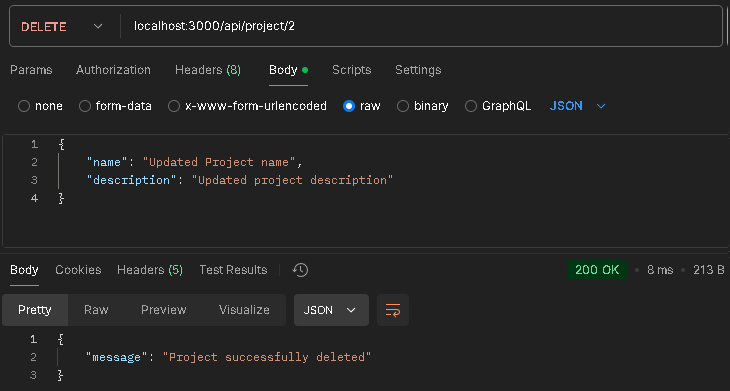 DELETE localhost:3000/api/project/2
Params Authorization Headers (8) Body Scripts Settings
none form-data x-www-form-urlencoded raw binary GraphQL JSON
1 {
2 "name": "Updated Project name",
3 "description": "Updated project description"
4 }
Body Cookies Headers (5) Test Results 200 OK • 8 ms • 213 B
Pretty Raw Preview Visualize JSON
1 {
2 "message": "Project successfully deleted"
3 }